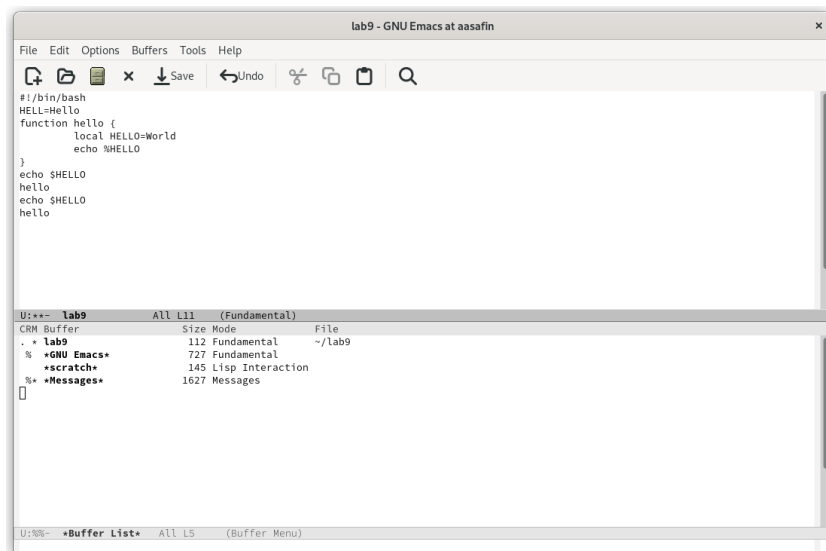 lab9 - GNU Emacs at aasafin ×
File Edit Options Buffers Tools Help
Save Undo
#!/bin/bash
HELL=Hello
function hello {
        local HELLO=World
        echo %HELLO
}
echo $HELLO
hello
echo $HELLO
hello
U:**-  lab9           All L11    (Fundamental)
CRM Buffer            Size Mode             File
. * lab9               112 Fundamental      ~/lab9
 %  *GNU Emacs*        727 Fundamental
    *scratch*          145 Lisp Interaction
 %* *Messages*        1627 Messages
U:%%-  *Buffer List*   All L5     (Buffer Menu)